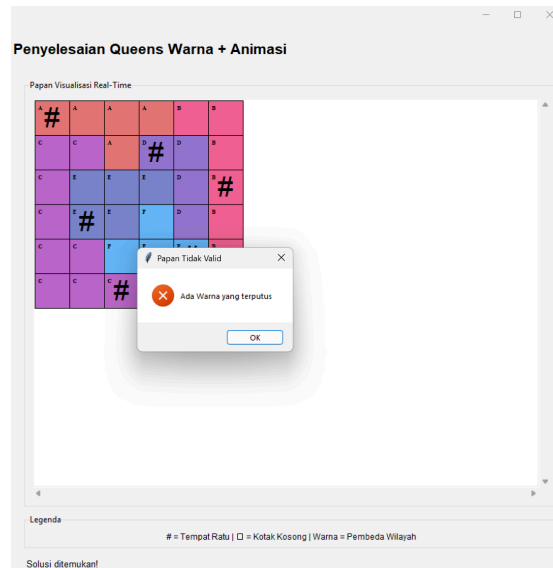 Penyelesaian Queens Warna + Animasi
Papan Visualisasi Real-Time
A # A A A B B
C C A D # D B
C E E E D B #
C E # E F D B
C C F
C C C #
Papan Tidak Valid
Ada Warna yang terputus
OK
Legenda
# = Tempat Ratu | □ = Kotak Kosong | Warna = Pembeda Wilayah
Solusi ditemukan!